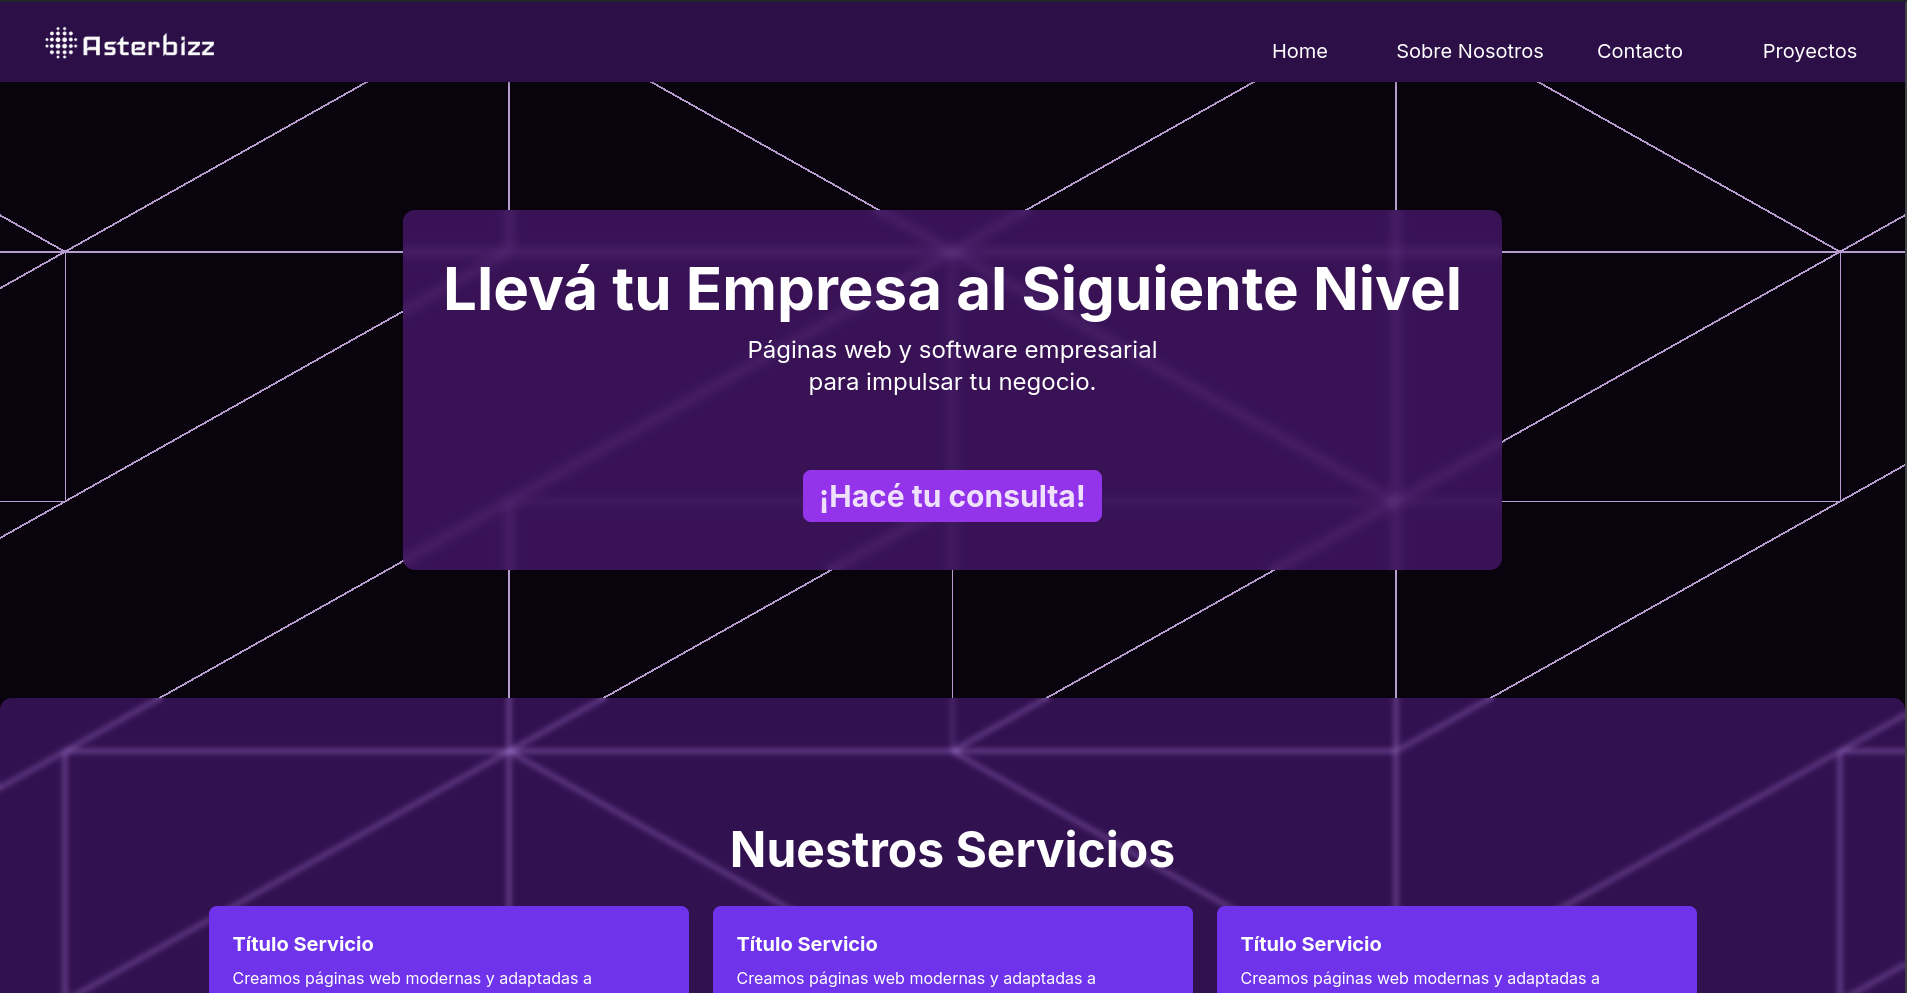 Asterbizz
Home Sobre Nosotros Contacto Proyectos
Llevá tu Empresa al Siguiente Nivel
Páginas web y software empresarial
para impulsar tu negocio.
¡Hacé tu consulta!
Nuestros Servicios
Título Servicio
Creamos páginas web modernas y adaptadas a
Título Servicio
Creamos páginas web modernas y adaptadas a
Título Servicio
Creamos páginas web modernas y adaptadas a